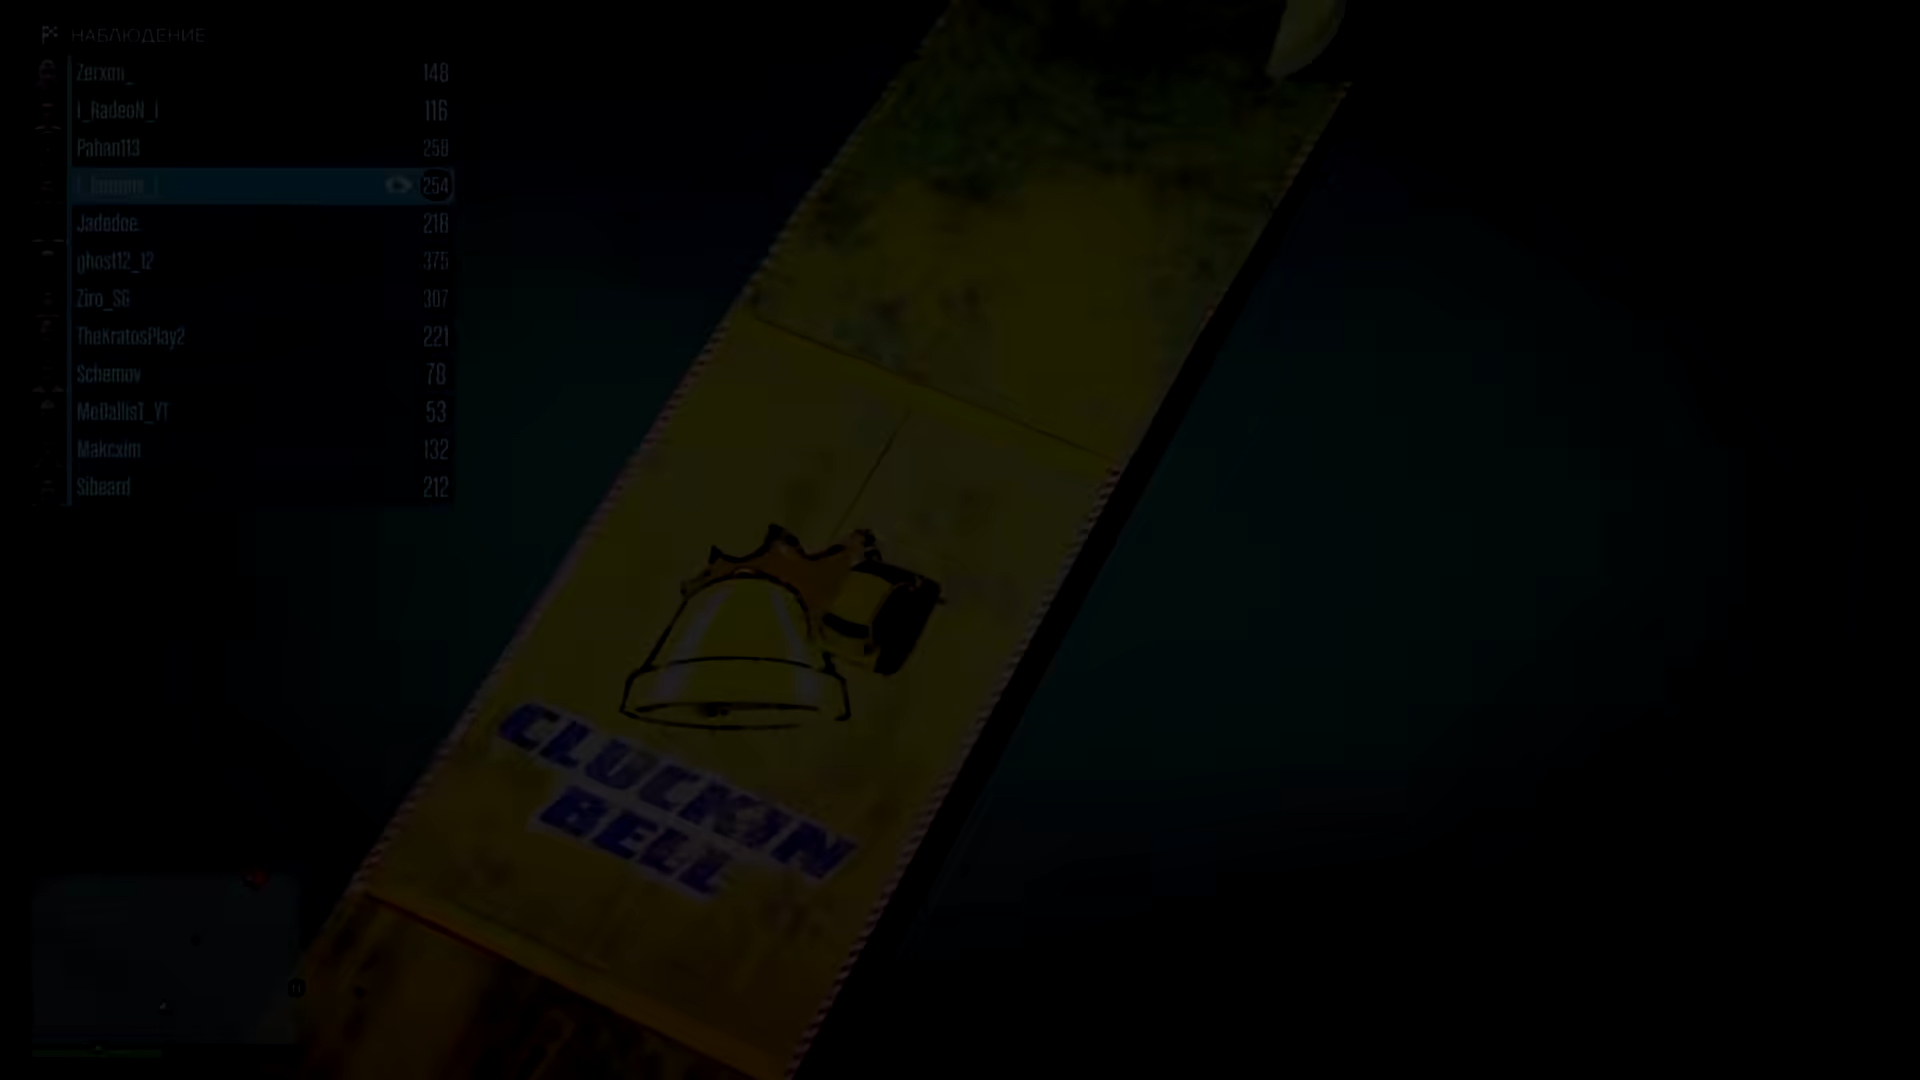 НАБЛЮДЕНИЕ
Zerxon_ 148
I_RadeoN_I 116
Pahan113 258
254
Jadedoe. 218
ghost12_12 375
Ziro_S6 307
TheKratosPlay2 221
Schemov 78
MeDallisT_YT 53
Makcxim 132
Sibeard 212
CLUCKIN
BELL
N